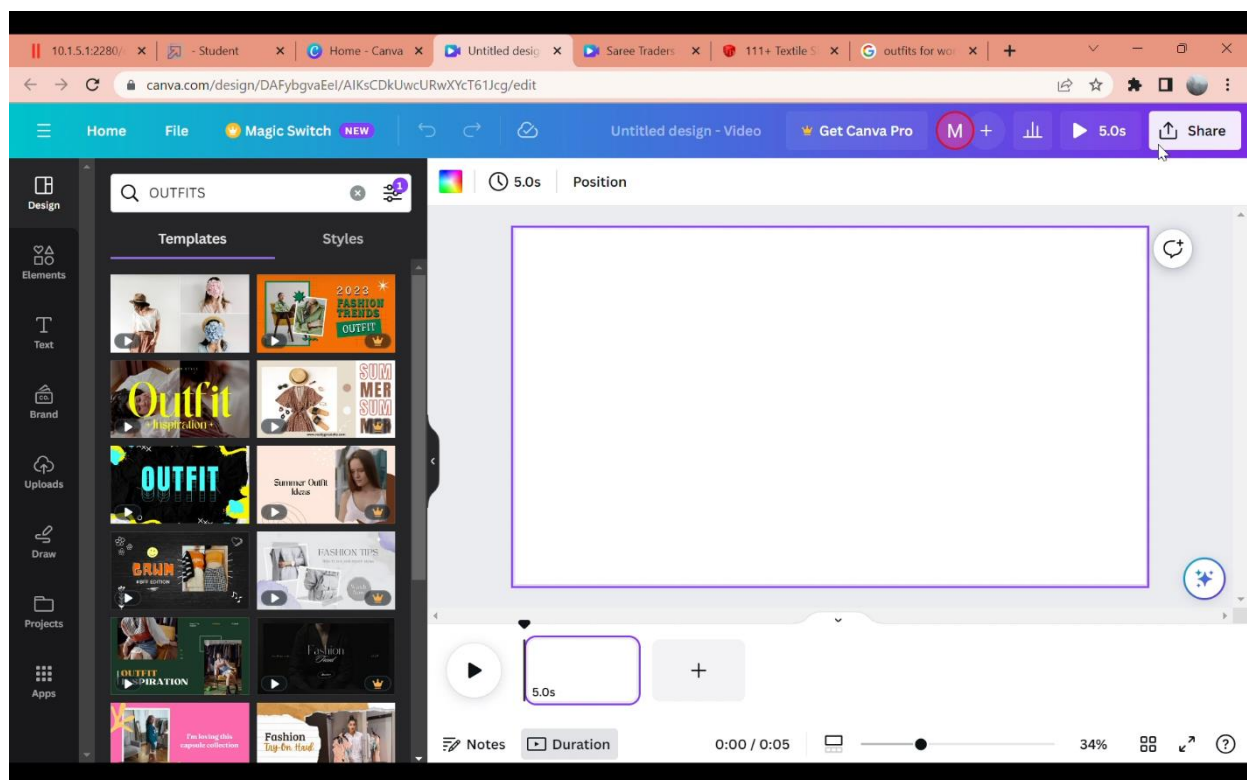 10.1.5.1:2280/
- Student
Home - Canva
Untitled desig
Saree Traders
111+ Textile S
outfits for wo
canva.com/design/DAFybgvaEeI/AIKsCDkUwcURwXYcT61Jcg/edit
Home File Magic Switch NEW Untitled design - Video Get Canva Pro M + 5.0s Share
Design
Elements
Text
Brand
Uploads
Draw
Projects
Apps
OUTFITS
1
Templates Styles
2023
FASHION
TRENDS
OUTFIT
Outfit
Inspiration
SUM
MER
SUM
MER
OUTFIT
Summer Outfit
Ideas
FASHION TIPS
OUTFIT
INSPIRATION
Fashion
Trend
I'm loving this
capsule collection
Fashion
Try-On Haul
5.0s Position
5.0s
Notes Duration 0:00 / 0:05 34%